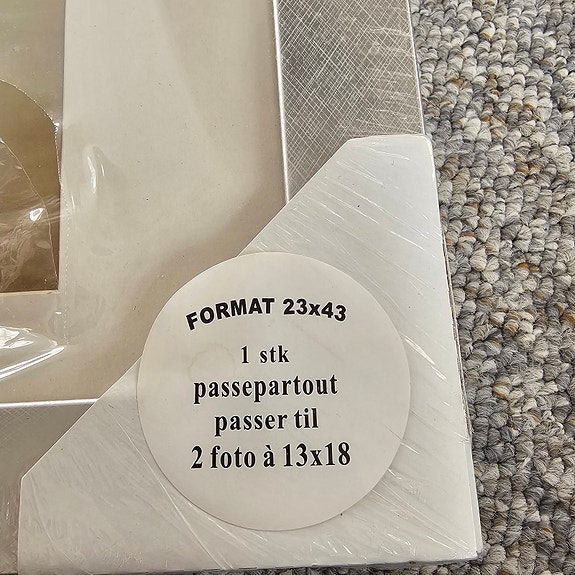 FORMAT 23x43
1 stk
passepartout
passer til
2 foto à 13x18